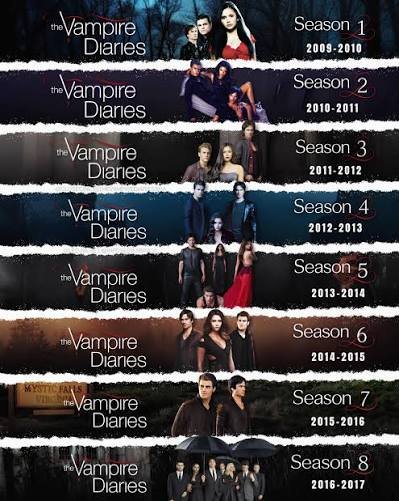 the Vampire
Diaries
Season 1
2009-2010
the Vampire
Diaries
Season 2
2010-2011
the Vampire
Diaries
Season 3
2011-2012
the Vampire
Diaries
Season 4
2012-2013
the Vampire
Diaries
Season 5
2013-2014
the Vampire
Diaries
Season 6
2014-2015
MYSTIC FALLS
the Vampire
Diaries
Season 7
2015-2016
the Vampire
Diaries
Season 8
2016-2017